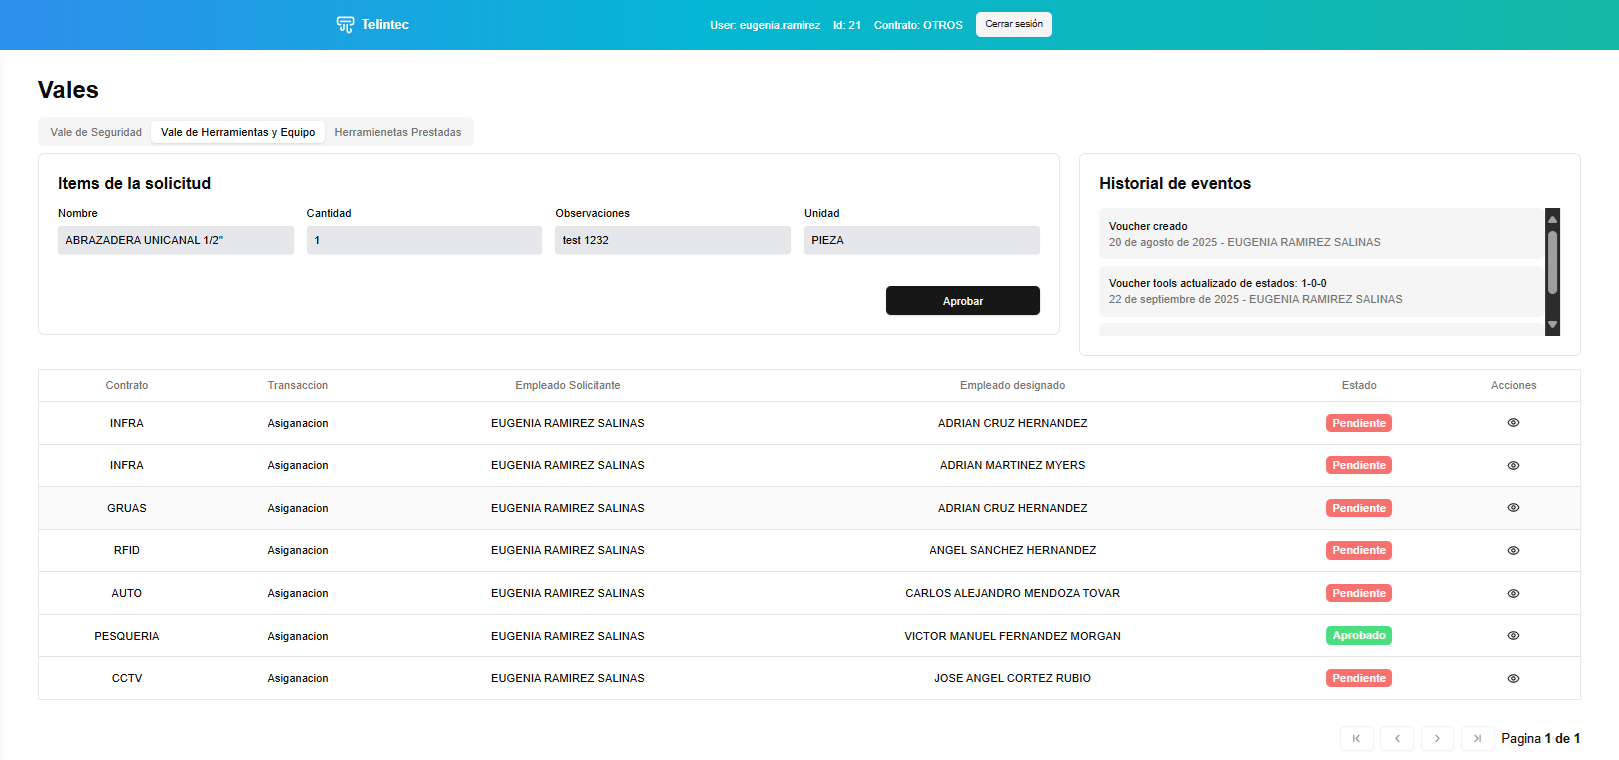 Telintec
User: eugenia.ramirez Id: 21 Contrato: OTROS Cerrar sesión
Vales
Vale de Seguridad Vale de Herramientas y Equipo Herramienetas Prestadas
Items de la solicitud
Nombre Cantidad Observaciones Unidad
ABRAZADERA UNICANAL 1/2" 1 test 1232 PIEZA
Aprobar
Historial de eventos
Voucher creado
20 de agosto de 2025 - EUGENIA RAMIREZ SALINAS
Voucher tools actualizado de estados: 1-0-0
22 de septiembre de 2025 - EUGENIA RAMIREZ SALINAS
Contrato Transaccion Empleado Solicitante Empleado designado Estado Acciones
INFRA Asiganacion EUGENIA RAMIREZ SALINAS ADRIAN CRUZ HERNANDEZ Pendiente
INFRA Asiganacion EUGENIA RAMIREZ SALINAS ADRIAN MARTINEZ MYERS Pendiente
GRUAS Asiganacion EUGENIA RAMIREZ SALINAS ADRIAN CRUZ HERNANDEZ Pendiente
RFID Asiganacion EUGENIA RAMIREZ SALINAS ANGEL SANCHEZ HERNANDEZ Pendiente
AUTO Asiganacion EUGENIA RAMIREZ SALINAS CARLOS ALEJANDRO MENDOZA TOVAR Pendiente
PESQUERIA Asiganacion EUGENIA RAMIREZ SALINAS VICTOR MANUEL FERNANDEZ MORGAN Aprobado
CCTV Asiganacion EUGENIA RAMIREZ SALINAS JOSE ANGEL CORTEZ RUBIO Pendiente
Pagina 1 de 1